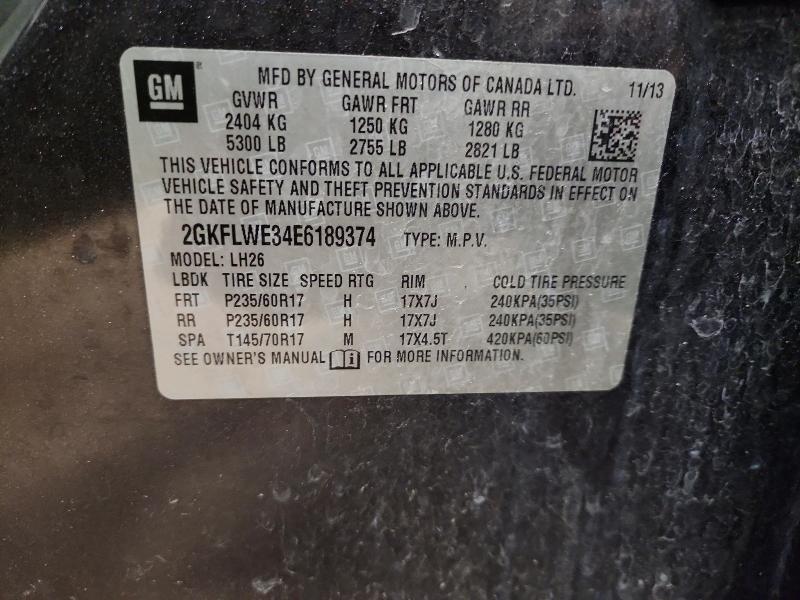 GM
MFD BY GENERAL MOTORS OF CANADA LTD. 11/13
GVWR GAWR FRT GAWR RR
2404 KG 1250 KG 1280 KG
5300 LB 2755 LB 2821 LB
THIS VEHICLE CONFORMS TO ALL APPLICABLE U.S. FEDERAL MOTOR
VEHICLE SAFETY AND THEFT PREVENTION STANDARDS IN EFFECT ON
THE DATE OF MANUFACTURE SHOWN ABOVE.
2GKFLWE34E6189374 TYPE: M.P.V.
MODEL: LH26
LBDK TIRE SIZE SPEED RTG RIM COLD TIRE PRESSURE
FRT P235/60R17 H 17X7J 240KPA(35PSI)
RR P235/60R17 H 17X7J 240KPA(35PSI)
SPA T145/70R17 M 17X4.5T 420KPA(60PSI)
SEE OWNER'S MANUAL FOR MORE INFORMATION.